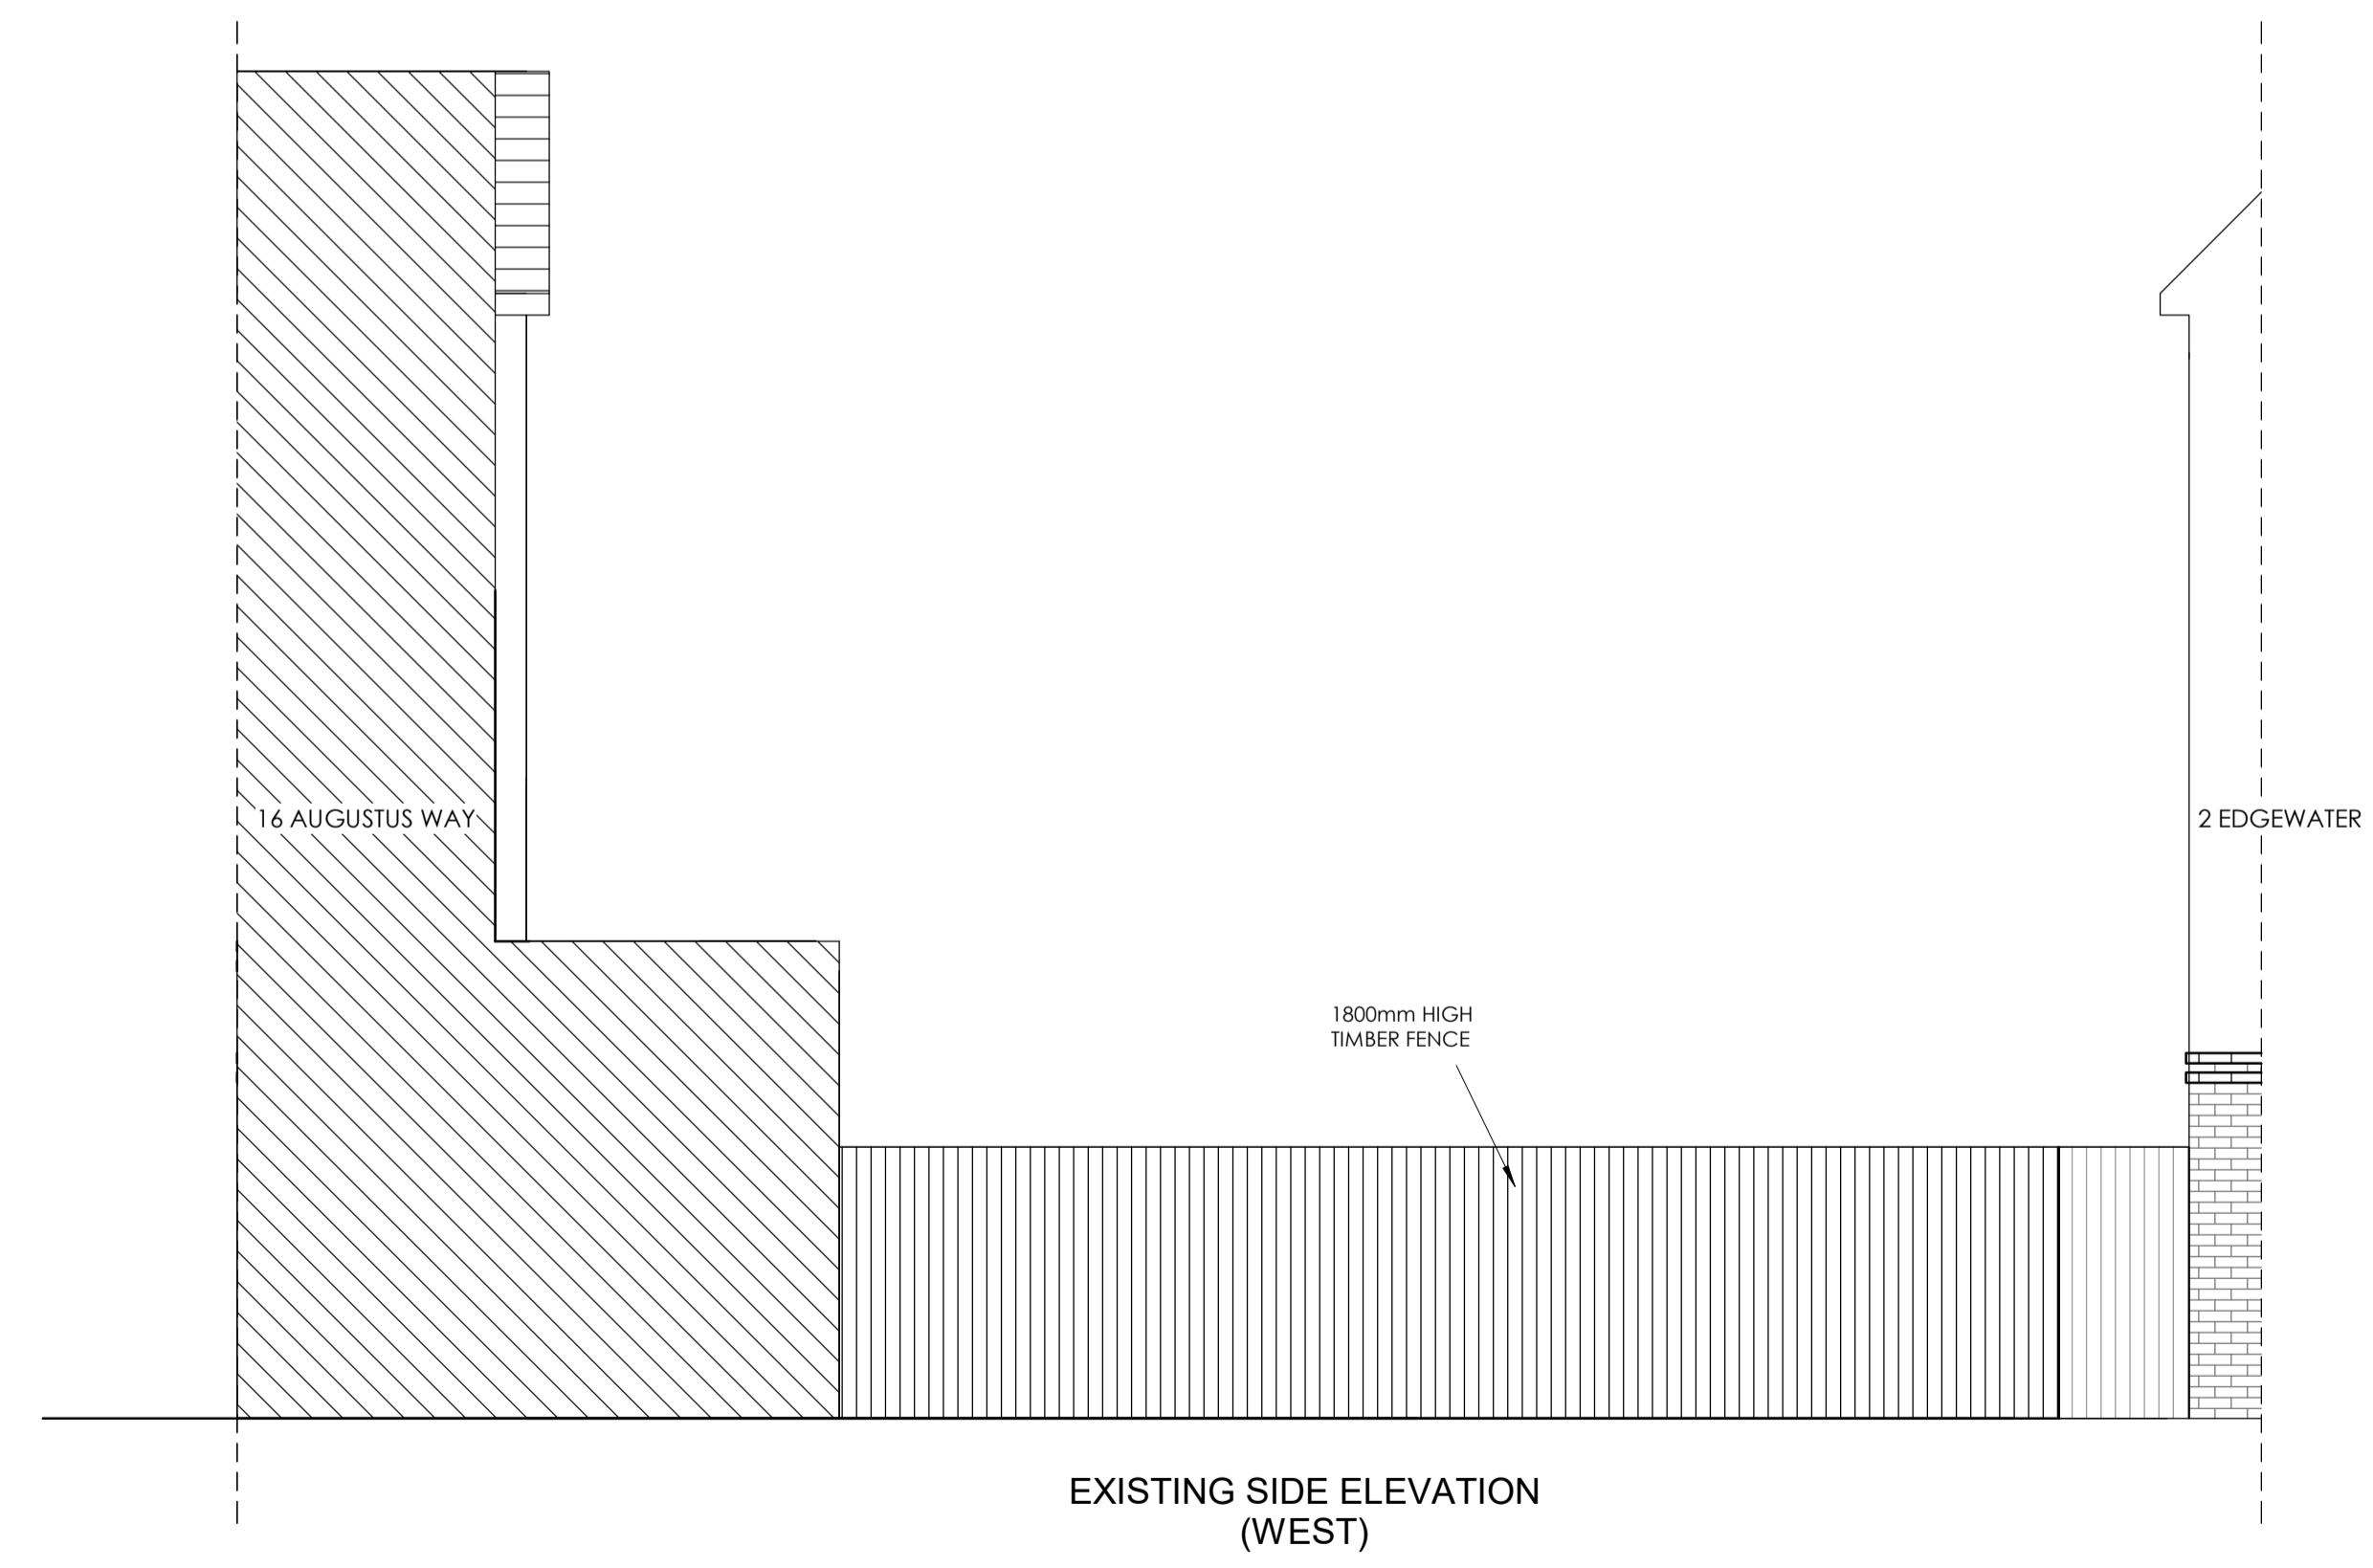 16 AUGUSTUS WAY
2 EDGEWATER
1800mm HIGH
TIMBER FENCE
EXISTING SIDE ELEVATION
(WEST)